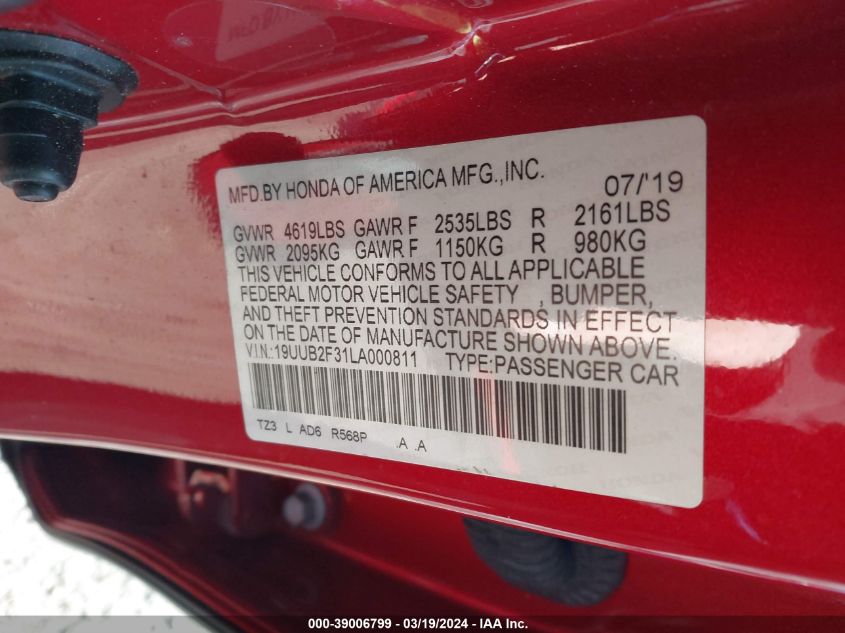 MFD.BY HONDA OF AMERICA MFG.,INC. 07/'19
GVWR 4619LBS GAWR F 2535LBS R 2161LBS
GVWR 2095KG GAWR F 1150KG R 980KG
THIS VEHICLE CONFORMS TO ALL APPLICABLE
FEDERAL MOTOR VEHICLE SAFETY , BUMPER,
AND THEFT PREVENTION STANDARDS IN EFFECT
ON THE DATE OF MANUFACTURE SHOWN ABOVE.
V.I.N.:19UUB2F31LA000811 TYPE:PASSENGER CAR
TZ3 L AD6 R568P .A .A
000-39006799 - 03/19/2024 - IAA Inc.